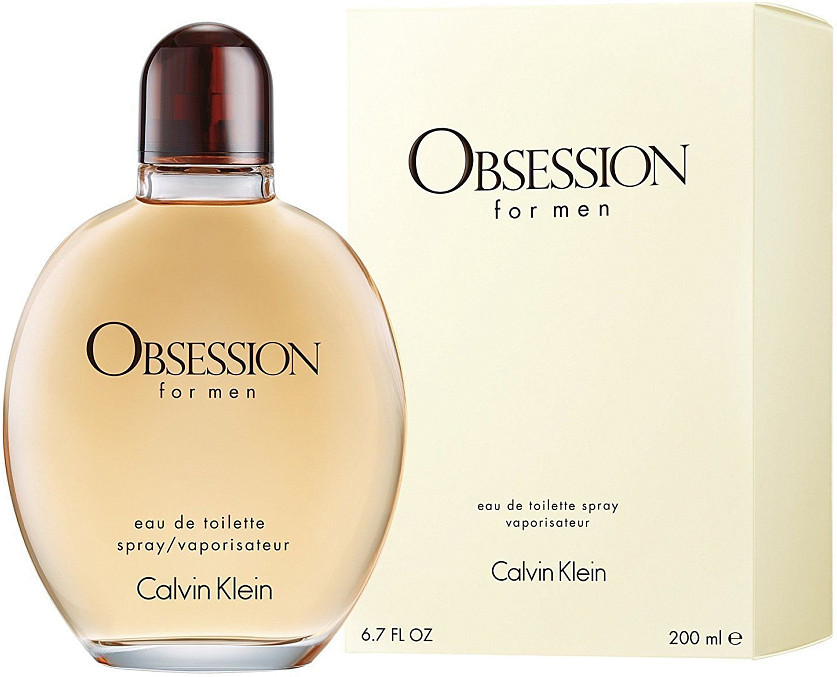 OBSESSION
for men
eau de toilette
spray/vaporisateur
Calvin Klein
OBSESSION
for men
eau de toilette spray
vaporisateur
Calvin Klein
6.7 FL OZ
200 ml ℮